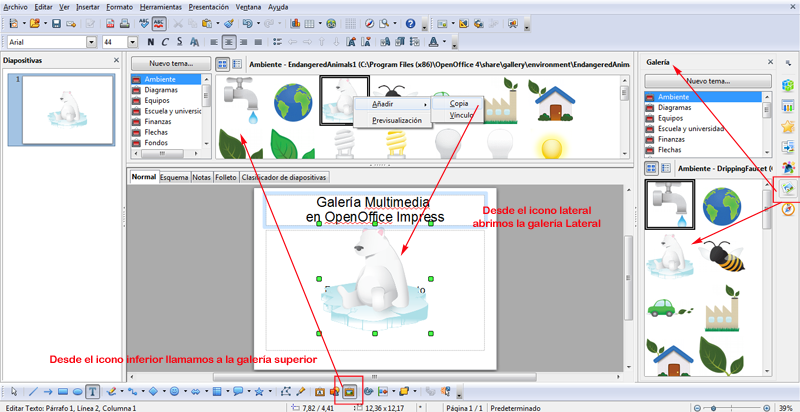 Archivo Editar Ver Insertar Formato Herramientas Presentación Ventana Ayuda
Arial 44
Diapositivas
1
Nuevo tema...
Ambiente
Diagramas
Equipos
Escuela y univers
Finanzas
Flechas
Fondos
Ambiente - EndangeredAnimals1 (C:\Program Files (x86)\OpenOffice 4\share\gallery\environment\EndangeredAnim
Añadir
Previsualización
Copia
Vínculo
Normal Esquema Notas Folleto Clasificador de diapositivas
Galería Multimedia
en OpenOffice Impress
Desde el icono lateral
abrimos la galería Lateral
Desde el icono inferior llamamos a la galería superior
Galería
Nuevo tema...
Ambiente
Diagramas
Equipos
Escuela y universidad
Finanzas
Flechas
Ambiente - DrippingFaucet (C
Editar Texto: Párrafo 1, Línea 2, Columna 1 7,82 / 4,41 12,36 x 12,17 Página 1 / 1 Predeterminado 39%